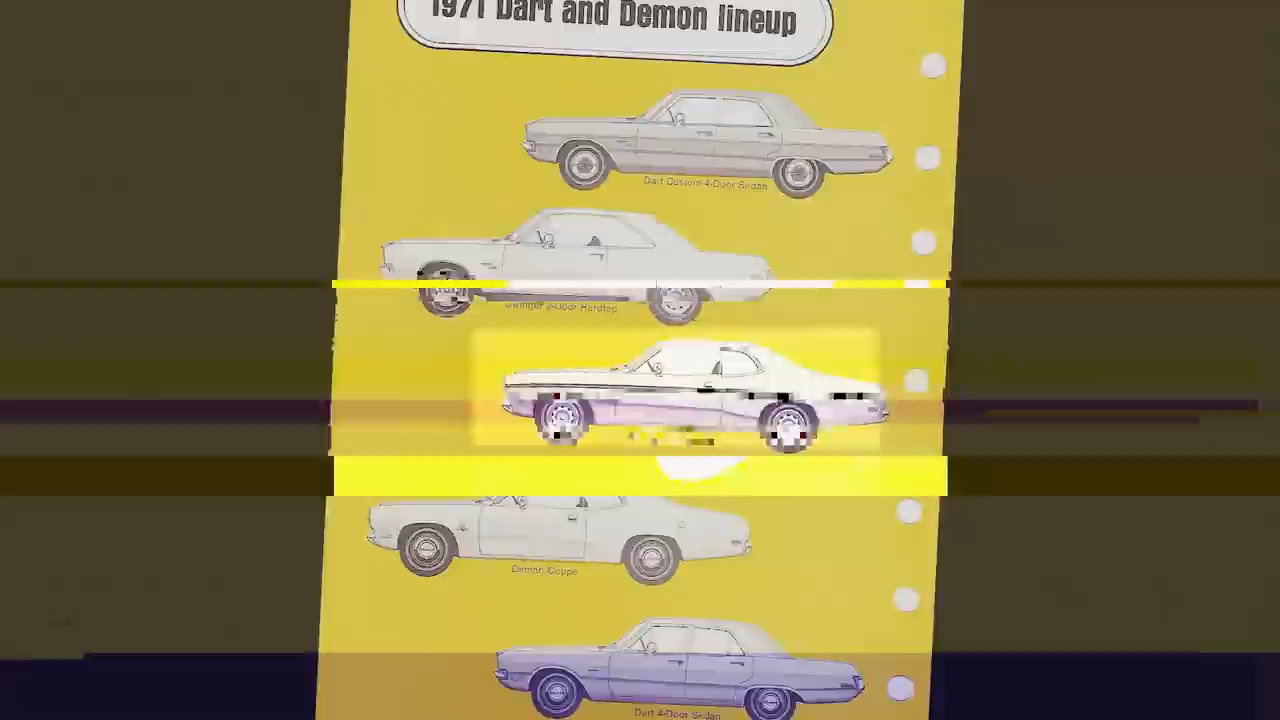 1971 Dart and Demon lineup
Dart Custom 4-Door Sedan
Swinger 2-Door Hardtop
Demon Coupe
Dart 4-Door Sedan